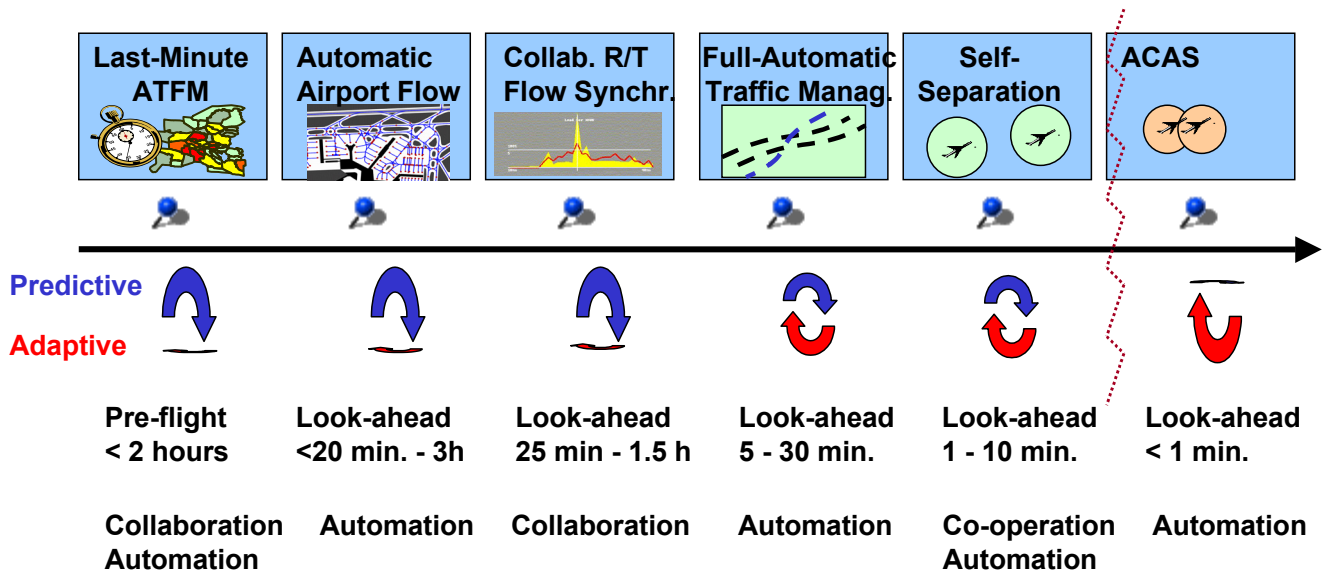 Last-Minute
ATFM
Automatic
Airport Flow
Collab. R/T
Flow Synchr.
Full-Automatic
Traffic Manag.
Self-
Separation
ACAS
Predictive
Adaptive
Pre-flight
< 2 hours
Look-ahead
<20 min. - 3h
Look-ahead
25 min - 1.5 h
Look-ahead
5 - 30 min.
Look-ahead
1 - 10 min.
Look-ahead
< 1 min.
Collaboration
Automation
Automation
Collaboration
Automation
Co-operation
Automation
Automation